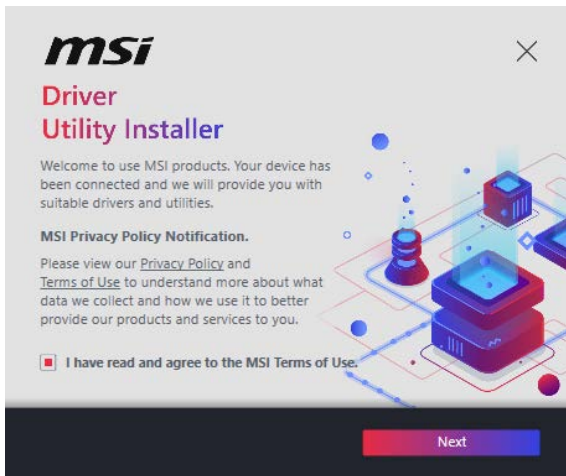 msi
Driver
Utility Installer
Welcome to use MSI products. Your device has
been connected and we will provide you with
suitable drivers and utilities.
MSI Privacy Policy Notification.
Please view our Privacy Policy and
Terms of Use to understand more about what
data we collect and how we use it to better
provide our products and services to you.
I have read and agree to the MSI Terms of Use.
Next